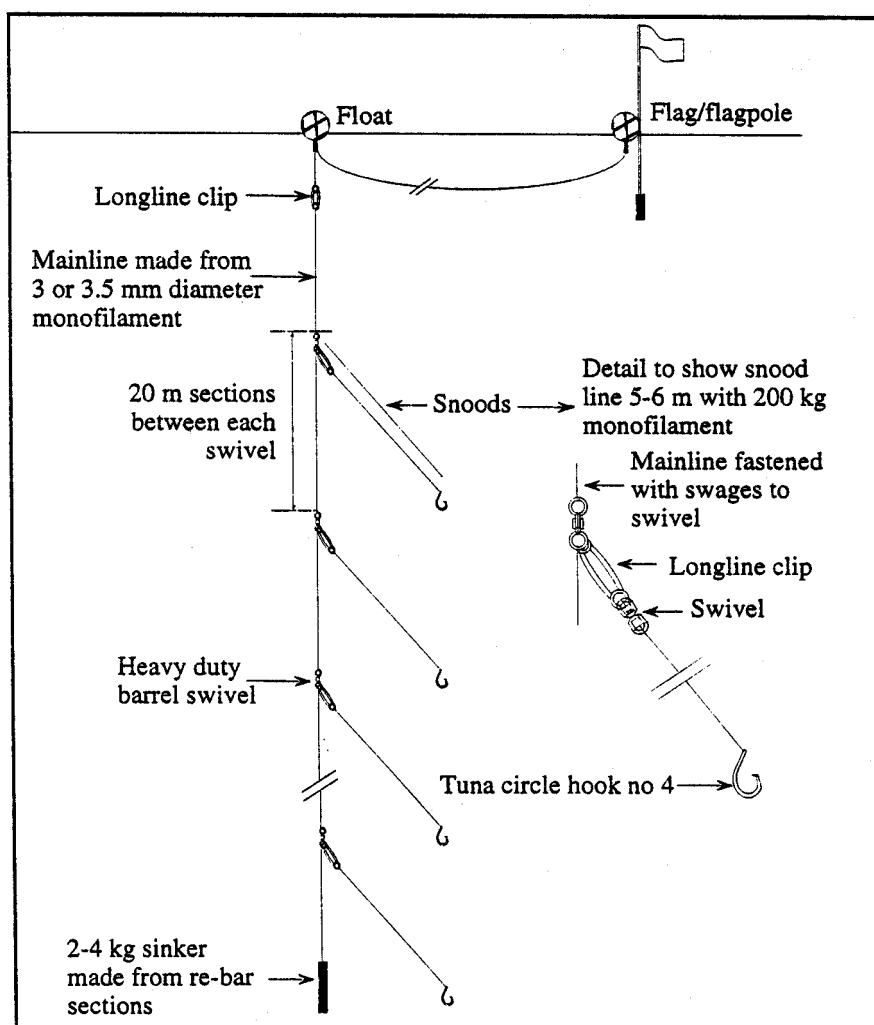 Float
Flag/flagpole
Longline clip
Mainline made from
3 or 3.5 mm diameter
monofilament
20 m sections
between each
swivel
Snoods
Detail to show snood
line 5-6 m with 200 kg
monofilament
Mainline fastened
with swages to
swivel
Longline clip
Swivel
Heavy duty
barrel swivel
Tuna circle hook no 4
2-4 kg sinker
made from re-bar
sections